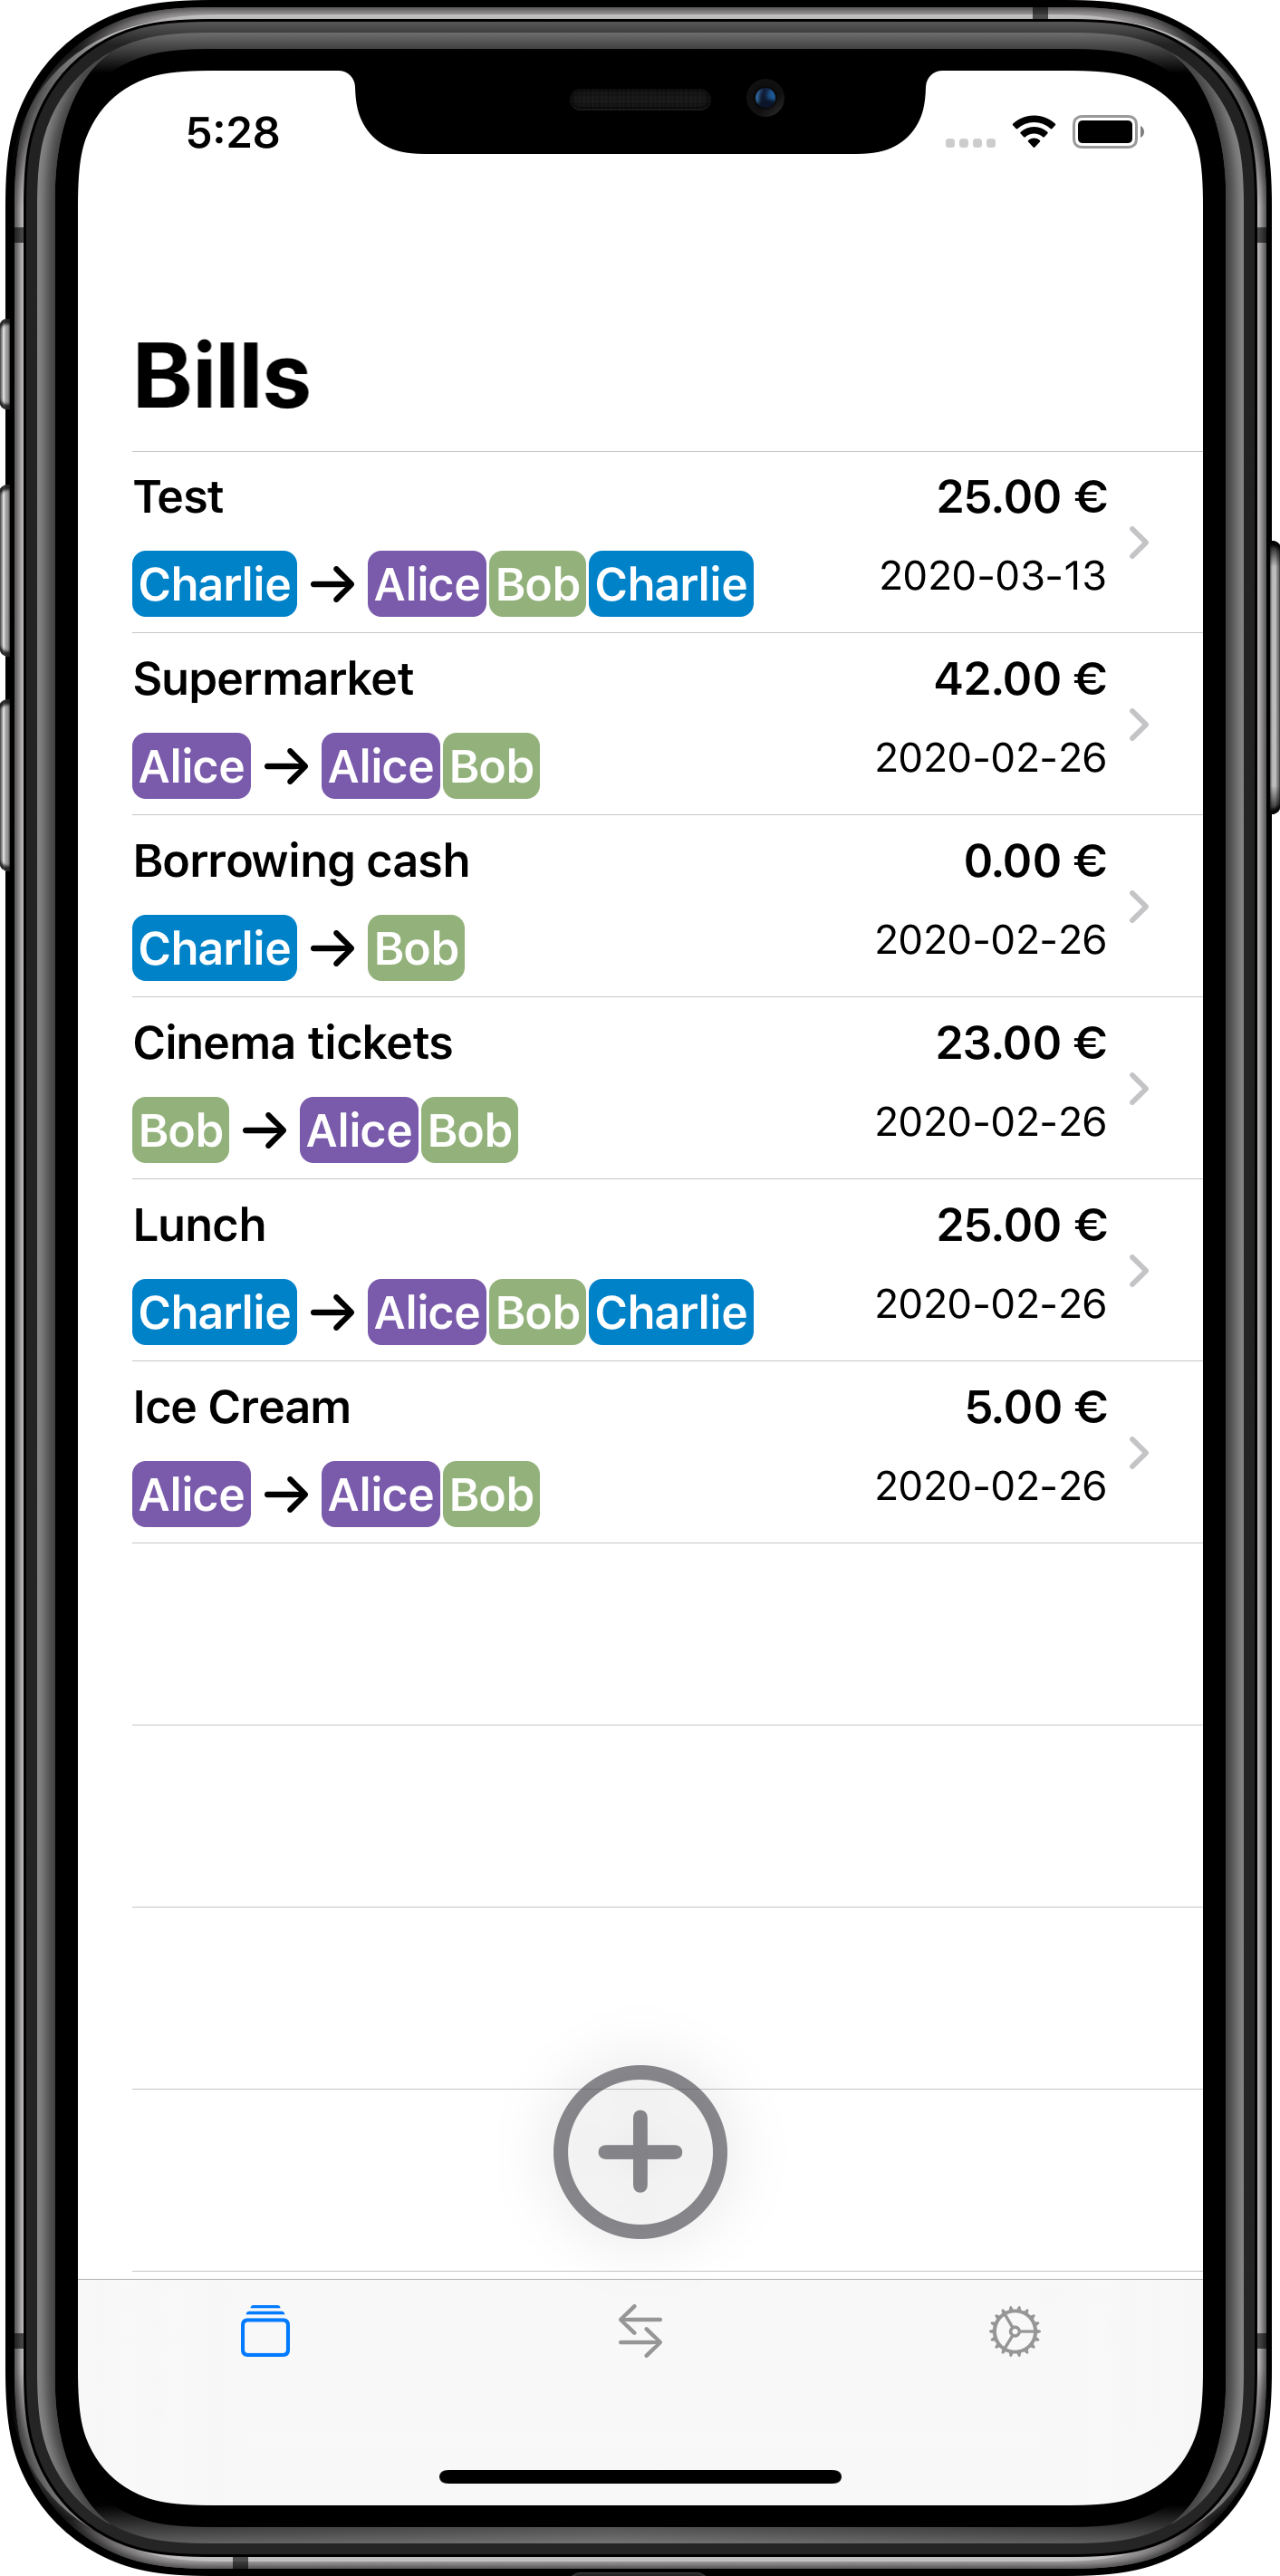 5:28
Bills
Test 25.00 €
Charlie → Alice Bob Charlie 2020-03-13
Supermarket 42.00 €
Alice → Alice Bob 2020-02-26
Borrowing cash 0.00 €
Charlie → Bob 2020-02-26
Cinema tickets 23.00 €
Bob → Alice Bob 2020-02-26
Lunch 25.00 €
Charlie → Alice Bob Charlie 2020-02-26
Ice Cream 5.00 €
Alice → Alice Bob 2020-02-26